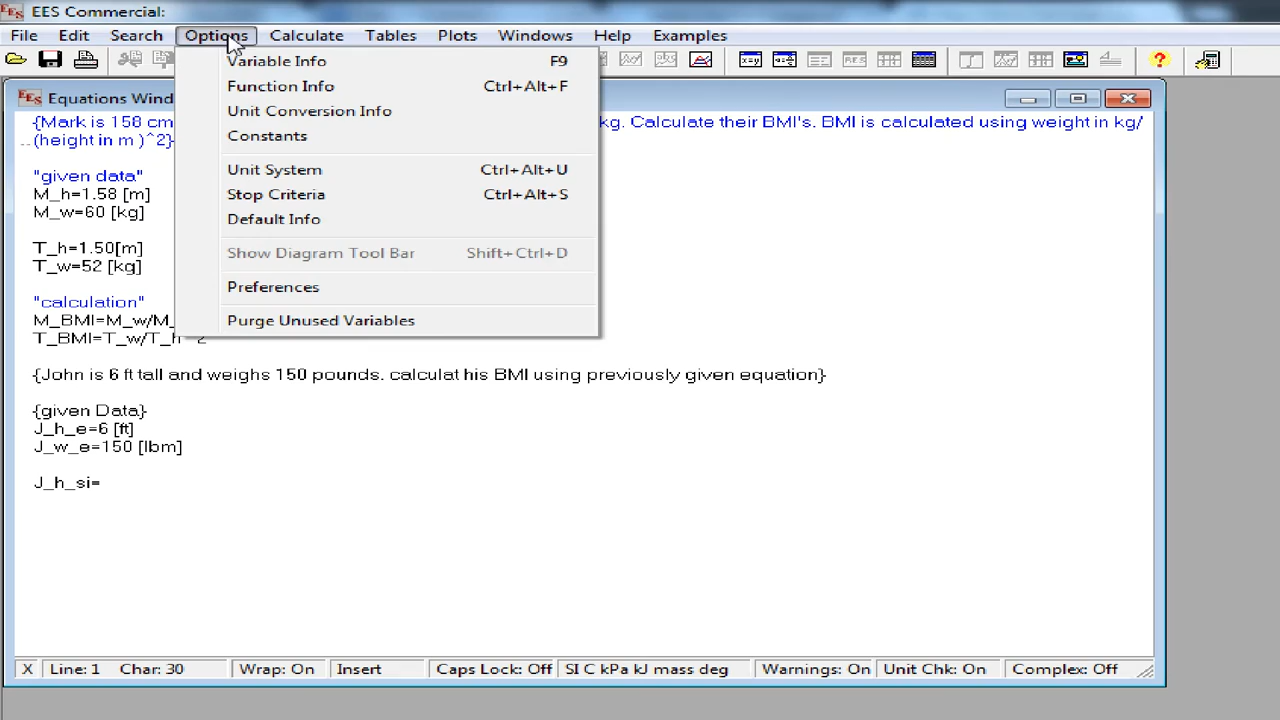 EES Commercial:
File Edit Search Options Calculate Tables Plots Windows Help Examples
Variable Info F9
Function Info Ctrl+Alt+F
Unit Conversion Info
Constants
Unit System Ctrl+Alt+U
Stop Criteria Ctrl+Alt+S
Default Info
Show Diagram Tool Bar Shift+Ctrl+D
Preferences
Purge Unused Variables
EES Equations Wind
{Mark is 158 cm kg. Calculate their BMI's. BMI is calculated using weight in kg/
(height in m )^2}
"given data"
M_h=1.58 [m]
M_w=60 [kg]
T_h=1.50[m]
T_w=52 [kg]
"calculation"
M_BMI=M_w/M_
T_BMI=T_w/T_h^2
{John is 6 ft tall and weighs 150 pounds. calculat his BMI using previously given equation}
{given Data}
J_h_e=6 [ft]
J_w_e=150 [lbm]
J_h_si=
X Line: 1 Char: 30 Wrap: On Insert Caps Lock: Off SI C kPa kJ mass deg Warnings: On Unit Chk: On Complex: Off